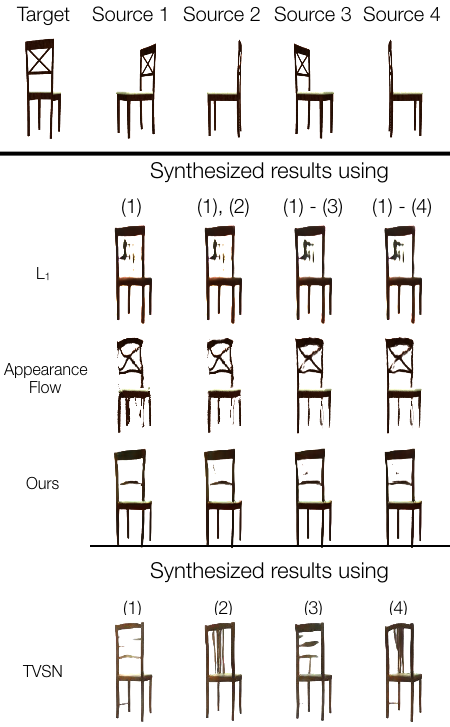 Target Source 1 Source 2 Source 3 Source 4
Synthesized results using
(1) (1), (2) (1) - (3) (1) - (4)
L₁
Appearance
Flow
Ours
Synthesized results using
(1) (2) (3) (4)
TVSN